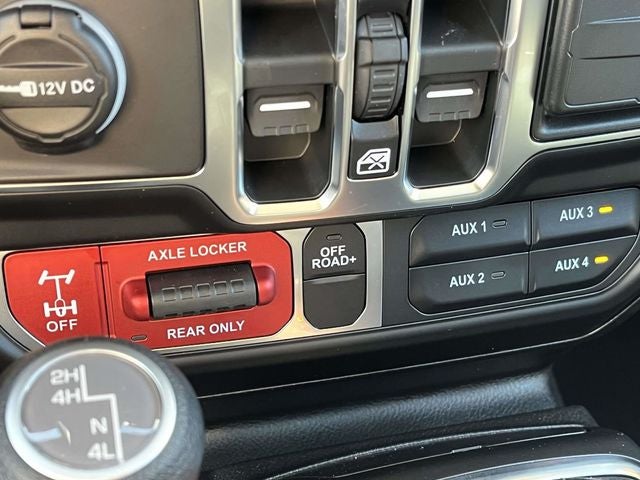 12V DC
AUX 1
AUX 3
AUX 2
AUX 4
OFF
ROAD+
AXLE LOCKER
REAR ONLY
OFF
2H
4H
N
4L